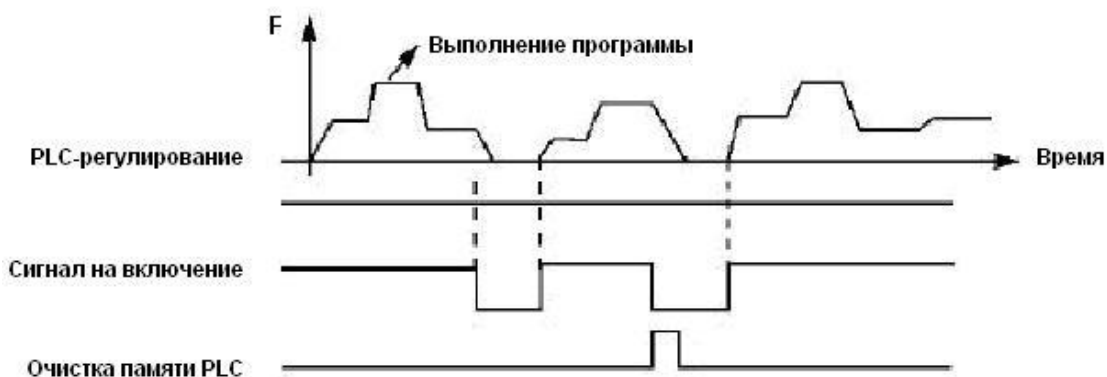 F
Выполнение программы
PLC-регулирование
Время
Сигнал на включение
Очистка памяти PLC